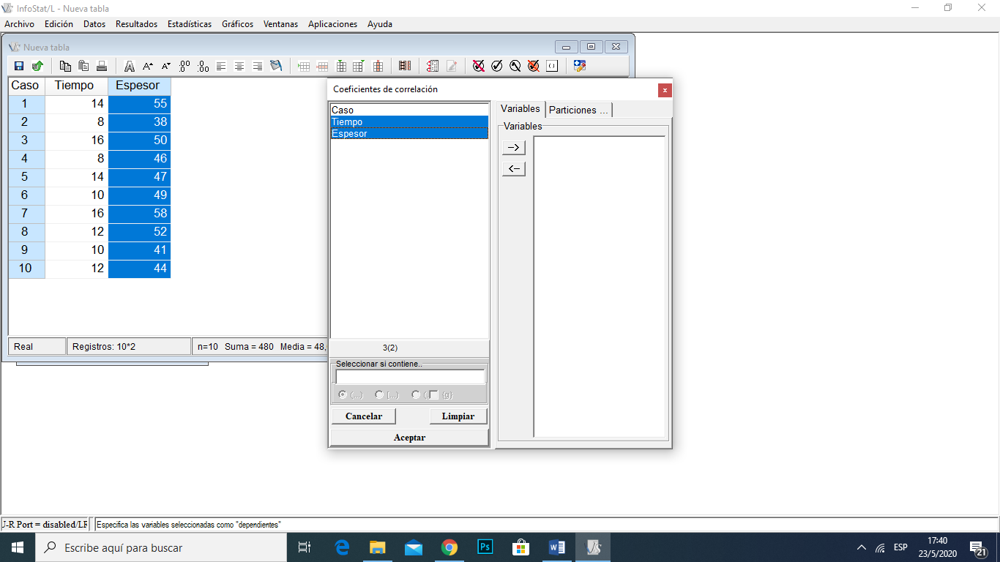 InfoStat/L - Nueva tabla
Archivo Edición Datos Resultados Estadísticas Gráficos Ventanas Aplicaciones Ayuda
Nueva tabla
Caso Tiempo Espesor
1 14 55
2 8 38
3 16 50
4 8 46
5 14 47
6 10 49
7 16 58
8 12 52
9 10 41
10 12 44
Real Registros: 10*2 n=10 Suma = 480 Media = 48,
Coeficientes de correlación
Caso
Tiempo
Espesor
3(2)
Seleccionar si contiene..
(...) [...) ( {g}
Cancelar Limpiar
Aceptar
Variables Particiones ...
Variables
-->
<--
J-R Port = disabled/LF Especifica las variables seleccionadas como "dependientes"
Escribe aquí para buscar
Ps
ESP
17:40
23/5/2020
21